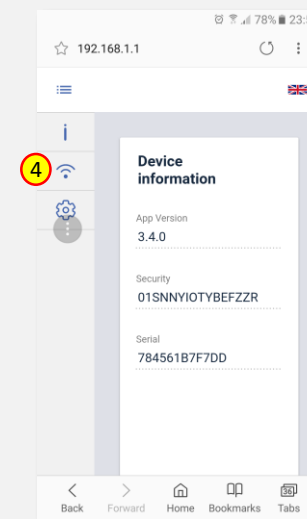 78% 23:
192.168.1.1
i
4
Device
information
App Version
3.4.0
Security
01SNNYIOTYBEFZZR
Serial
784561B7F7DD
36
Back Forward Home Bookmarks Tabs